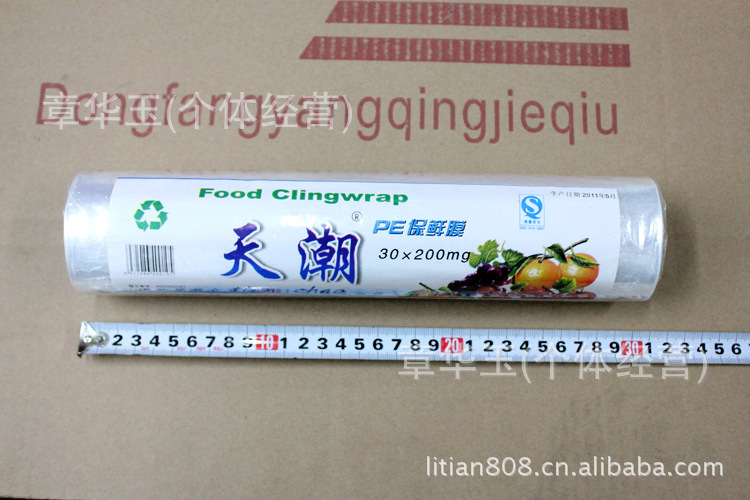 Dongfangyangqingjieqiu
章华玉(个体经营)
Food Clingwrap
生产日期 2011年5月
天潮®
PE保鲜膜
30×200mg
2 3 4 5 6 7 8 9 10 1 2 3 4 5 6 7 8 9 20 1 2 3 4 5 6 7 8 9 30 1 2 3 4 5 6 7
章华玉(个体经营)
litian808.cn.alibaba.com